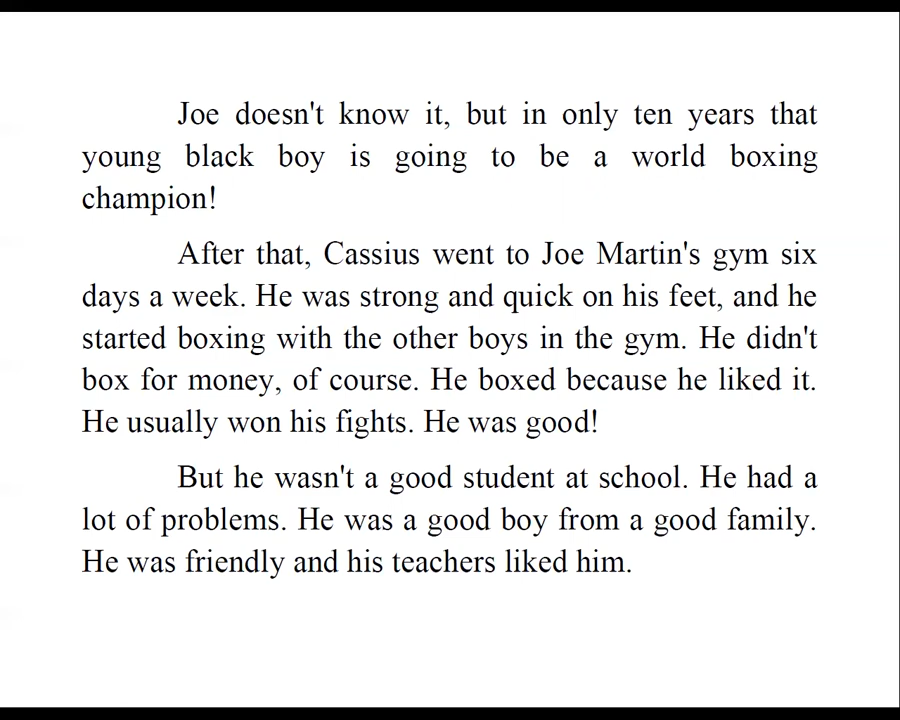 Joe doesn't know it, but in only ten years that
young black boy is going to be a world boxing
champion!
After that, Cassius went to Joe Martin's gym six
days a week. He was strong and quick on his feet, and he
started boxing with the other boys in the gym. He didn't
box for money, of course. He boxed because he liked it.
He usually won his fights. He was good!
But he wasn't a good student at school. He had a
lot of problems. He was a good boy from a good family.
He was friendly and his teachers liked him.